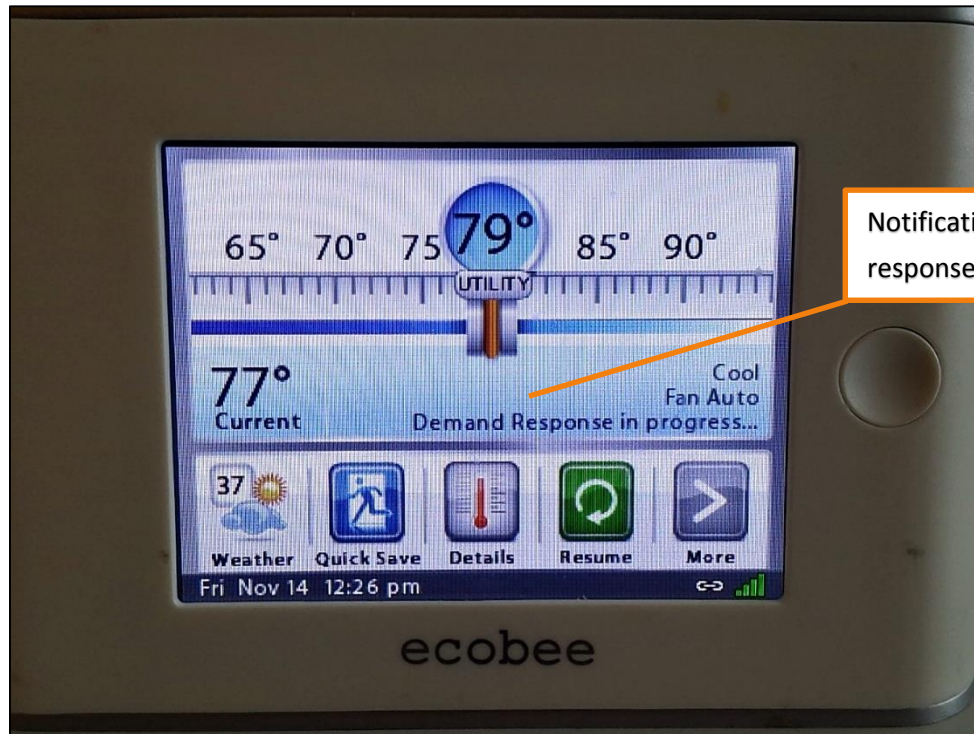 79°
65° 70° 75 85° 90°
UTILITY
Notificati
response
77°
Current
Cool
Fan Auto
Demand Response in progress...
37
Weather Quick Save Details Resume More
Fri Nov 14 12:26 pm
ecobee